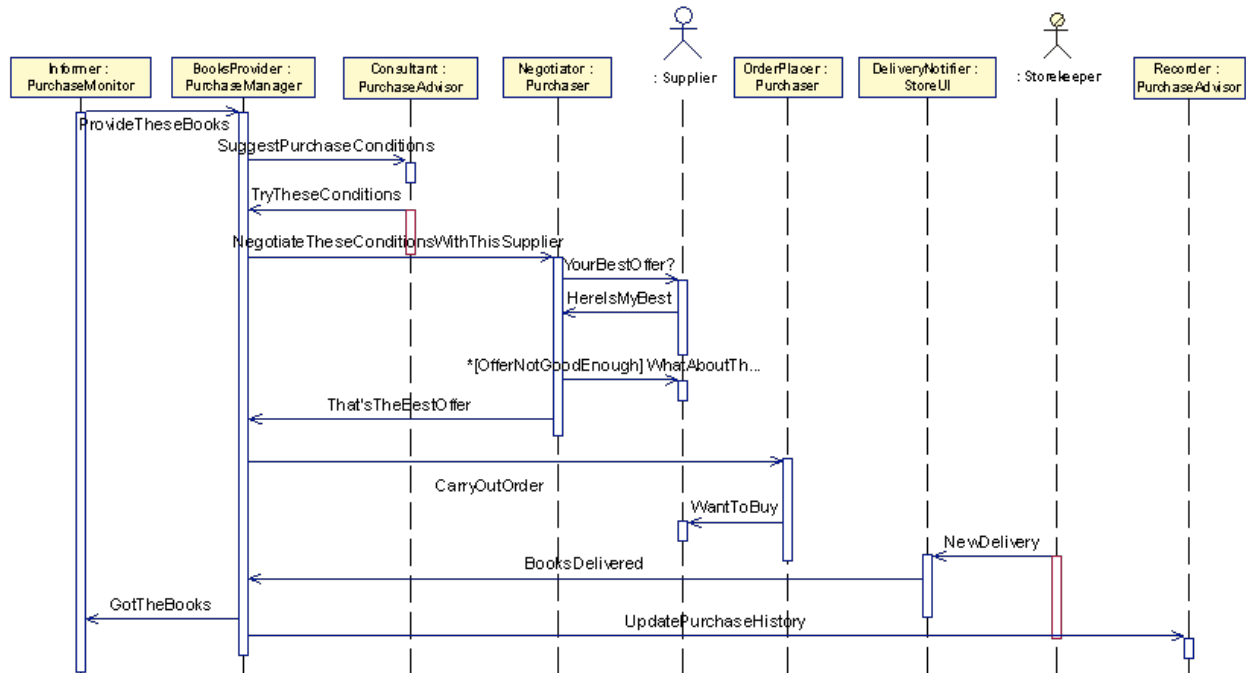 Informer :
PurchaseMonitor
BooksProvider :
PurchaseManager
Consultant :
PurchaseAdvisor
Negotiator :
Purchaser
: Supplier
OrderPlacer :
Purchaser
DeliveryNotifier :
StoreUI
: Storekeeper
Recorder :
PurchaseAdvisor
ProvideTheseBooks
SuggestPurchaseConditions
TryTheseConditions
NegotiateTheseConditionsWithThisSupplier
YourBestOffer?
HereIsMyBest
*[OfferNotGoodEnough] WhatAboutTh...
That'sTheBestOffer
CarryOutOrder
WantToBuy
NewDelivery
BooksDelivered
GotTheBooks
UpdatePurchaseHistory